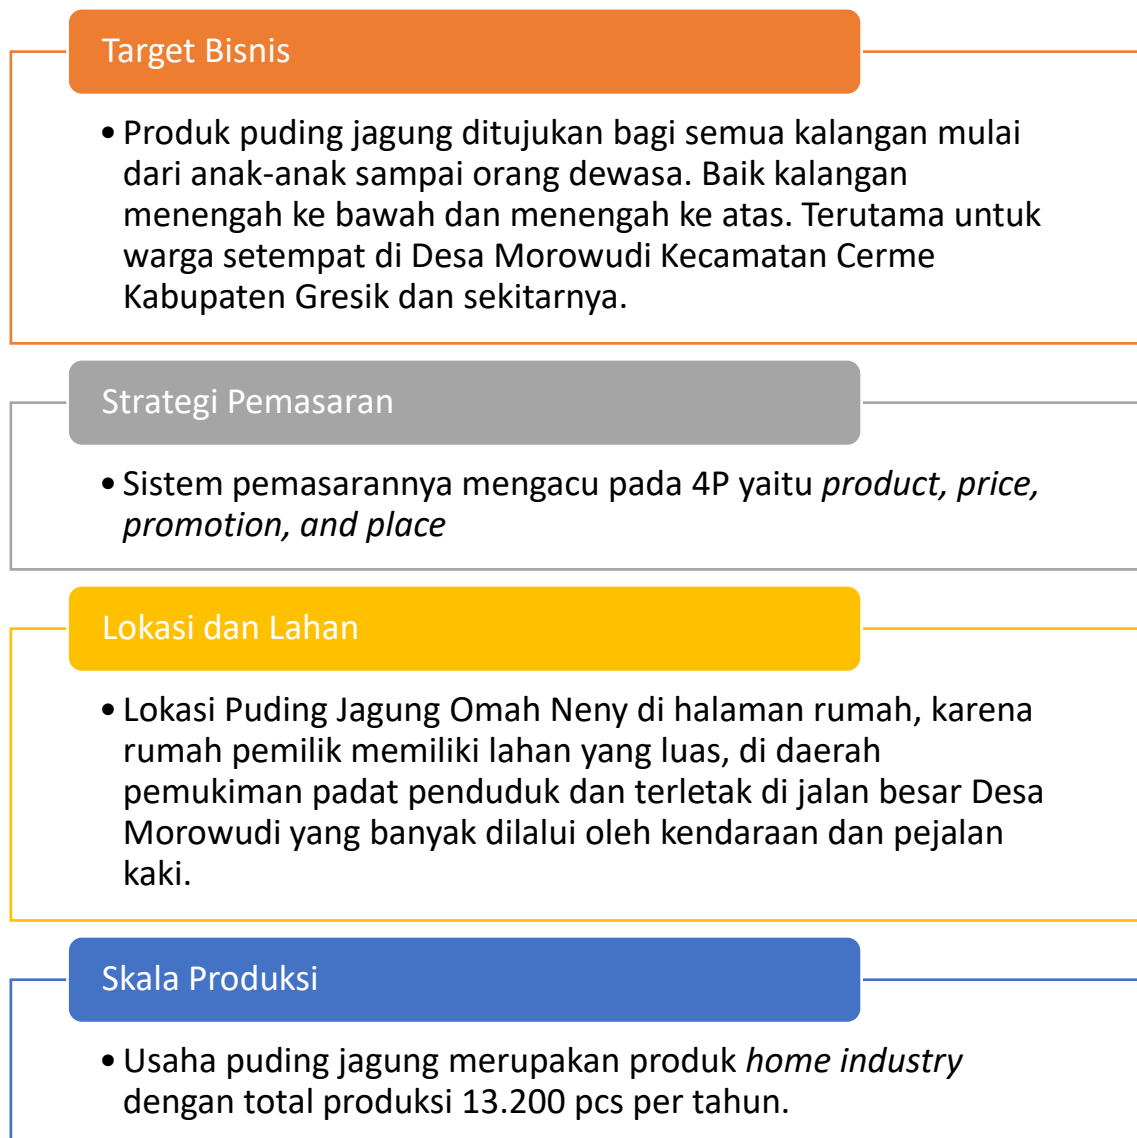 Target Bisnis
• Produk puding jagung ditujukan bagi semua kalangan mulai
dari anak-anak sampai orang dewasa. Baik kalangan
menengah ke bawah dan menengah ke atas. Terutama untuk
warga setempat di Desa Morowudi Kecamatan Cerme
Kabupaten Gresik dan sekitarnya.
Strategi Pemasaran
• Sistem pemasarannya mengacu pada 4P yaitu product, price,
promotion, and place
Lokasi dan Lahan
• Lokasi Puding Jagung Omah Neny di halaman rumah, karena
rumah pemilik memiliki lahan yang luas, di daerah
pemukiman padat penduduk dan terletak di jalan besar Desa
Morowudi yang banyak dilalui oleh kendaraan dan pejalan
kaki.
Skala Produksi
• Usaha puding jagung merupakan produk home industry
dengan total produksi 13.200 pcs per tahun.